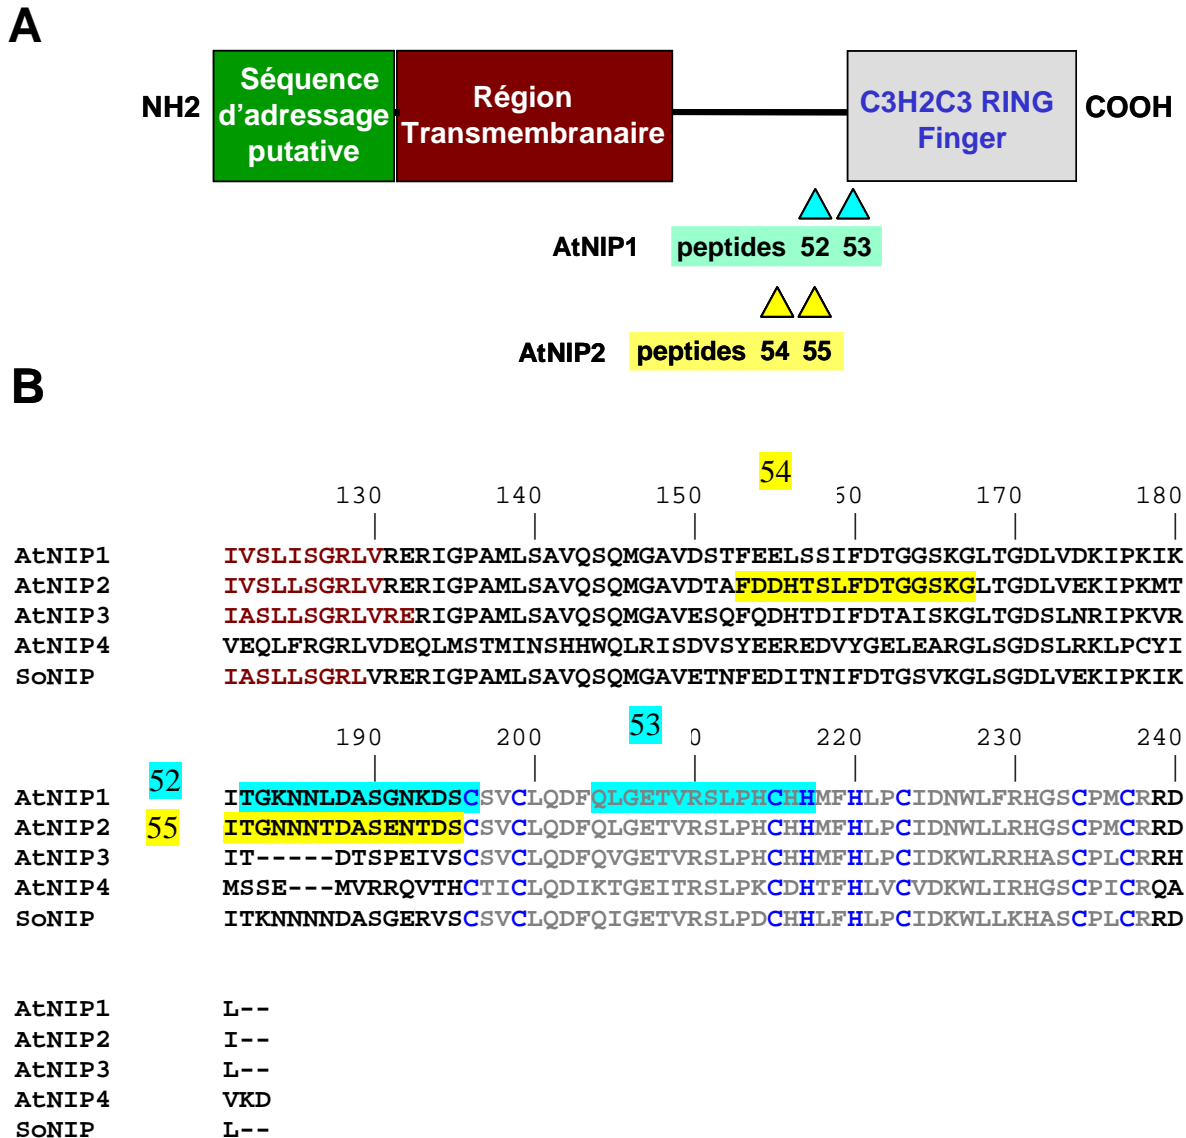 A
NH2
Séquence
d'adressage
putative
Région
Transmembranaire
C3H2C3 RING
Finger
COOH
AtNIP1 peptides 52 53
AtNIP2 peptides 54 55
B
54
130 140 150 60 170 180
AtNIP1 IVSLISGRLVRERIGPAMLSAVQSQMGAVDSTFEELSSIFDTGGSKGLTGDLVDKIPKIK
AtNIP2 IVSLLSGRLVRERIGPAMLSAVQSQMGAVDTAFDDHTSLFDTGGSKGLTGDLVEKIPKMT
AtNIP3 IASLLSGRLVRERIGPAMLSAVQSQMGAVESQFQDHTDIFDTAISKGLTGDSLNRIPKVR
AtNIP4 VEQLFRGRLVDEQLMSTMINSHHWQLRISDVSYEEREDVYGELEARGLSGDSLRKLPCYI
SoNIP IASLLSGRLVRERIGPAMLSAVQSQMGAVETNFEDITNIFDTGSVKGLSGDLVEKIPKIK
53
190 200 0 220 230 240
52
AtNIP1 ITGKNNLDASGNKDSCSVCLQDFQLGETVRSLPHCHHMFHLPCIDNWLFRHGSCPMCRRD
55
AtNIP2 ITGNNNTDASENTDSCSVCLQDFQLGETVRSLPHCHHMFHLPCIDNWLLRHGSCPMCRRD
AtNIP3 IT-----DTSPEIVSCSVCLQDFQVGETVRSLPHCHHMFHLPCIDKWLRRHASCPLCRRH
AtNIP4 MSSE---MVRRQVTHCTICLQDIKTGEITRSLPKCDHTFHLVCVDKWLIRHGSCPICRQA
SoNIP ITKNNNNDASGERVSCSVCLQDFQIGETVRSLPDCHHLFHLPCIDKWLLKHASCPLCRRD
AtNIP1 L--
AtNIP2 I--
AtNIP3 L--
AtNIP4 VKD
SoNIP L--